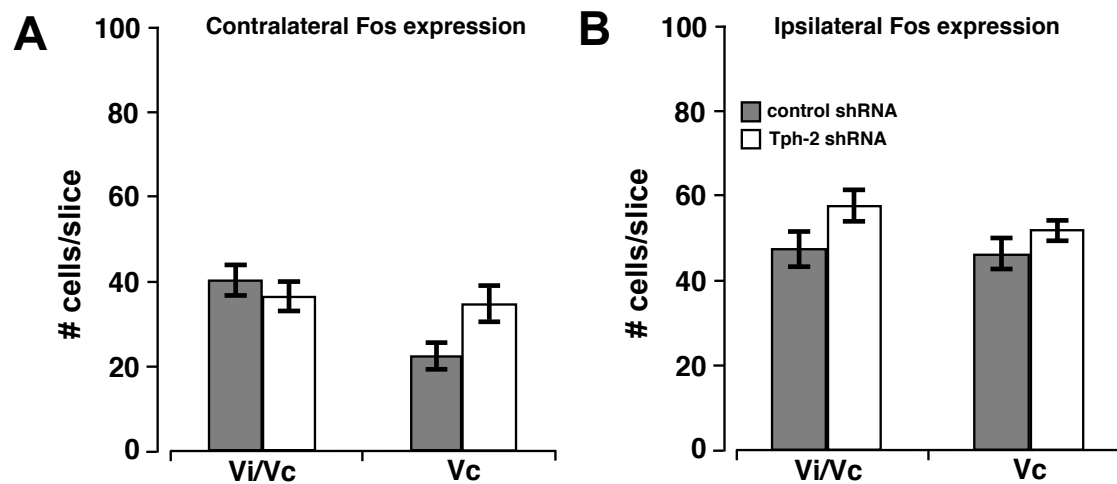 A
Contralateral Fos expression
# cells/slice
100
80
60
40
20
0
Vi/Vc
Vc
B
Ipsilateral Fos expression
# cells/slice
100
80
60
40
20
0
control shRNA
Tph-2 shRNA
Vi/Vc
Vc